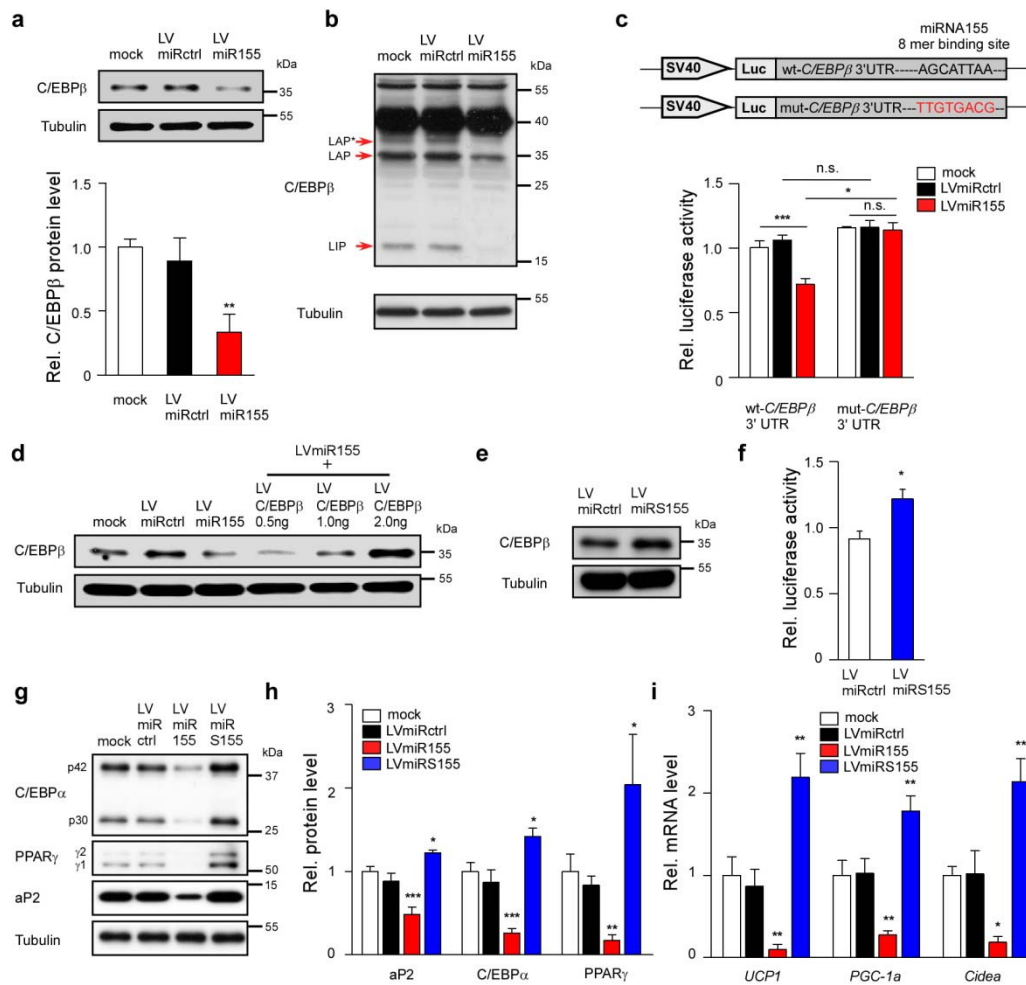 a
mock
LV
miRctrl
LV
miR155
kDa
C/EBPβ
35
55
Tubulin
Rel. C/EBPβ protein level
1.5
1.0
0.5
0
**
mock
LV
miRctrl
LV
miR155
b
mock
LV
miRctrl
LV
miR155
kDa
55
40
LAP*
LAP
35
C/EBPβ
25
LIP
15
55
Tubulin
c
miRNA155
8 mer binding site
SV40
Luc
wt-C/EBPβ 3'UTR-----AGCATTAA---
SV40
Luc
mut-C/EBPβ 3'UTR---TTGTGACG---
mock
LVmiRctrl
LVmiR155
Rel. luciferase activity
1.5
1.0
0.5
0
n.s.
*
***
n.s.
wt-C/EBPβ
3' UTR
mut-C/EBPβ
3' UTR
d
LVmiR155
+
mock
LV
miRctrl
LV
miR155
LV
C/EBPβ
0.5ng
LV
C/EBPβ
1.0ng
LV
C/EBPβ
2.0ng
kDa
C/EBPβ
35
55
Tubulin
e
LV
miRctrl
LV
miRS155
kDa
C/EBPβ
35
55
Tubulin
f
Rel. luciferase activity
1.5
1.0
0.5
0
*
LV
miRctrl
LV
miRS155
g
mock
LV
miR
ctrl
LV
miR
155
LV
miR
S155
kDa
p42
37
C/EBPα
p30
25
PPARγ
γ2
γ1
50
15
aP2
55
Tubulin
h
mock
LVmiRctrl
LVmiR155
LVmiRS155
Rel. protein level
3
2
1
0
***
*
***
*
**
*
aP2
C/EBPα
PPARγ
i
mock
LVmiRctrl
LVmiR155
LVmiRS155
Rel. mRNA level
3
2
1
0
**
**
**
**
*
**
UCP1
PGC-1a
Cidea